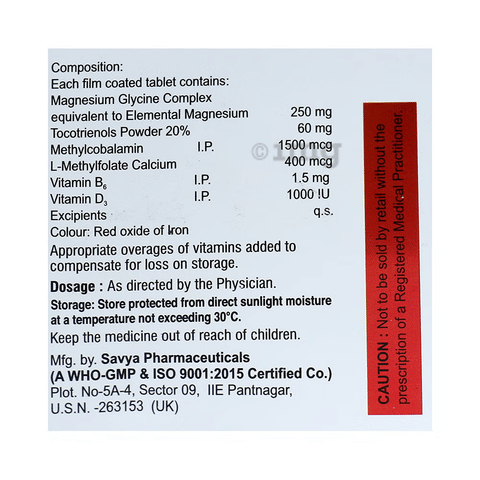 Composition:
Each film coated tablet contains:
Magnesium Glycine Complex
equivalent to Elemental Magnesium 250 mg
Tocotrienols Powder 20% 60 mg
Methylcobalamin I.P. 1500 mcg
L-Methylfolate Calcium 400 mcg
Vitamin B₆ I.P. 1.5 mg
Vitamin D₃ I.P. 1000 IU
Excipients q.s.
Colour: Red oxide of Iron
Appropriate overages of vitamins added to
compensate for loss on storage.
Dosage : As directed by the Physician.
Storage: Store protected from direct sunlight moisture
at a temperature not exceeding 30°C.
Keep the medicine out of reach of children.
Mfg. by. Savya Pharmaceuticals
(A WHO-GMP & ISO 9001:2015 Certified Co.)
Plot. No-5A-4, Sector 09, IIE Pantnagar,
U.S.N. -263153 (UK)
CAUTION : Not to be sold by retail without the
prescription of a Registered Medical Practitioner.